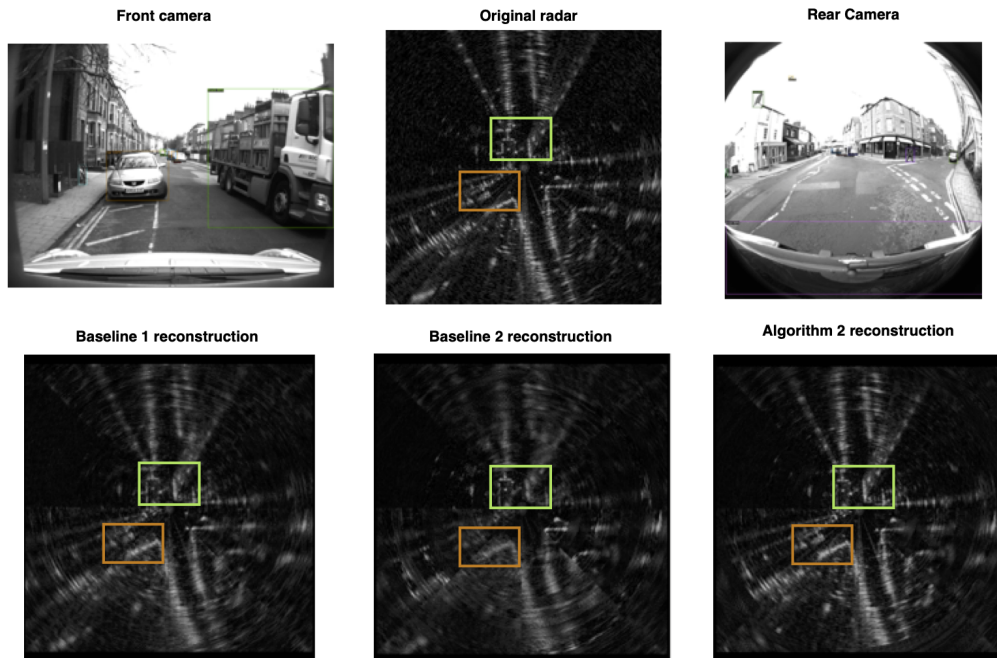 Front camera
Original radar
Rear Camera
Baseline 1 reconstruction
Baseline 2 reconstruction
Algorithm 2 reconstruction